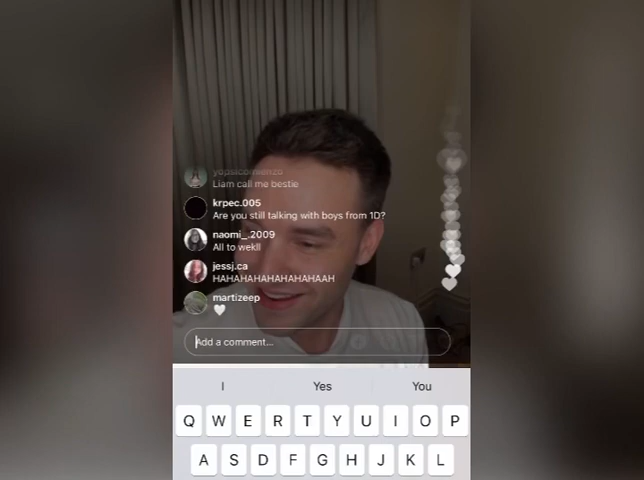 Liam call me bestie
krpec.005
Are you still talking with boys from 1D?
naomi_.2009
All to wekll
jessj.ca
HAHAHAHAHAHAHAHAAH
martizeep
🤍
Add a comment...
I Yes You
Q W E R T Y U I O P
A S D F G H J K L